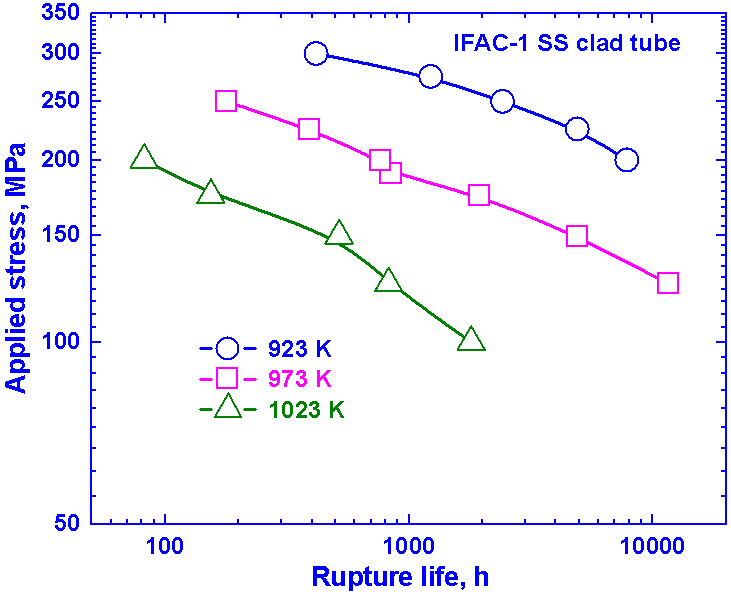 350
300
IFAC-1 SS clad tube
250
200
150
100
50
Applied stress, MPa
923 K
973 K
1023 K
100
1000
10000
Rupture life, h